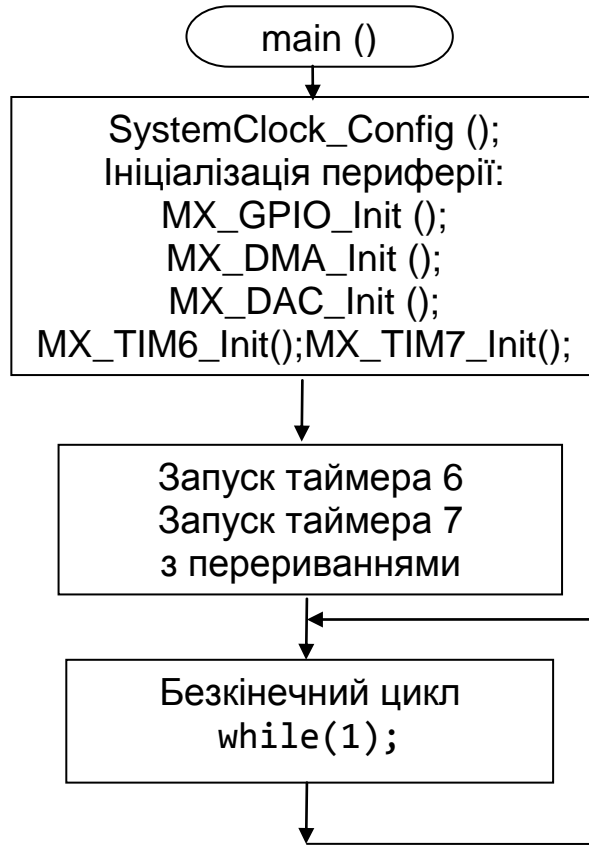 main ()
SystemClock_Config ();
Ініціалізація периферії:
MX_GPIO_Init ();
MX_DMA_Init ();
MX_DAC_Init ();
MX_TIM6_Init();MX_TIM7_Init();
Запуск таймера 6
Запуск таймера 7
з перериваннями
Безкінечний цикл
while(1);